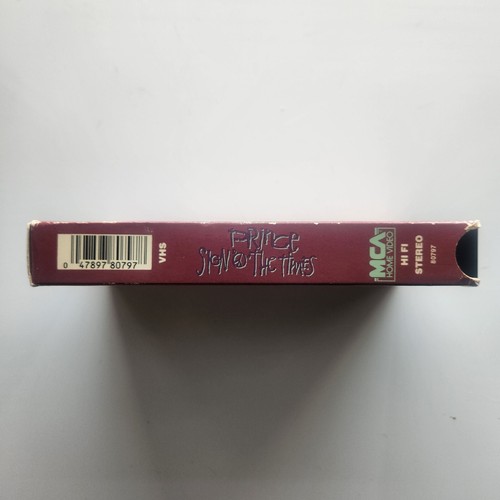 0 47897 80797
VHS
PRINCE
SIGN "☮" THE TIMES
MCA
HOME VIDEO
HI FI
STEREO
80797